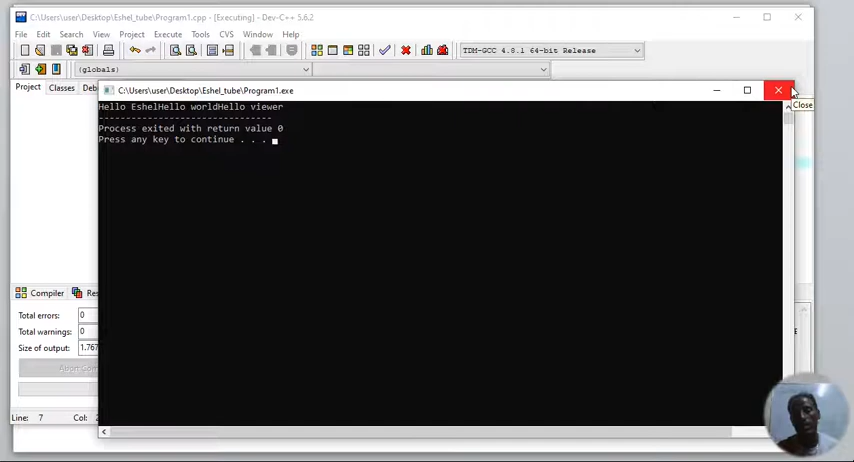 C:\Users\user\Desktop\Eshel_tube\Program1.cpp - [Executing] - Dev-C++ 5.6.2
File Edit Search View Project Execute Tools CVS Window Help
TDM-GCC 4.8.1 64-bit Release
(globals)
Project Classes Deb
C:\Users\user\Desktop\Eshel_tube\Program1.exe
Close
Hello EshelHello worldHello viewer
--------------------------------
Process exited with return value 0
Press any key to continue . . .
Compiler Res
Total errors: 0
Total warnings: 0
Size of output: 1.767
Line: 7 Col: